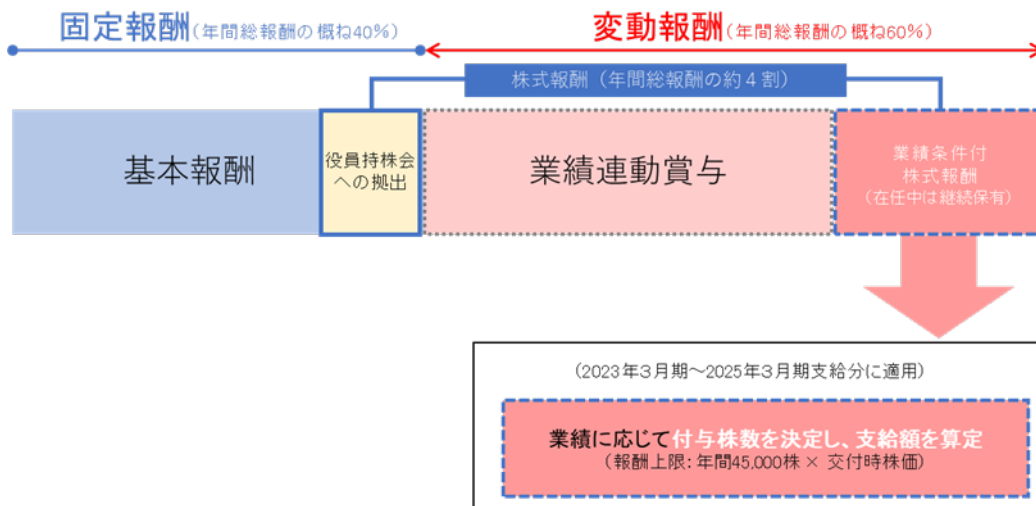 固定報酬(年間総報酬の概ね40%)
変動報酬(年間総報酬の概ね60%)
株式報酬（年間総報酬の約４割）
基本報酬
役員持株会
への拠出
業績連動賞与
業績条件付
株式報酬
(在任中は継続保有)
(2023年3月期～2025年3月期支給分に適用)
業績に応じて付与株数を決定し、支給額を算定
(報酬上限: 年間45,000株 × 交付時株価)